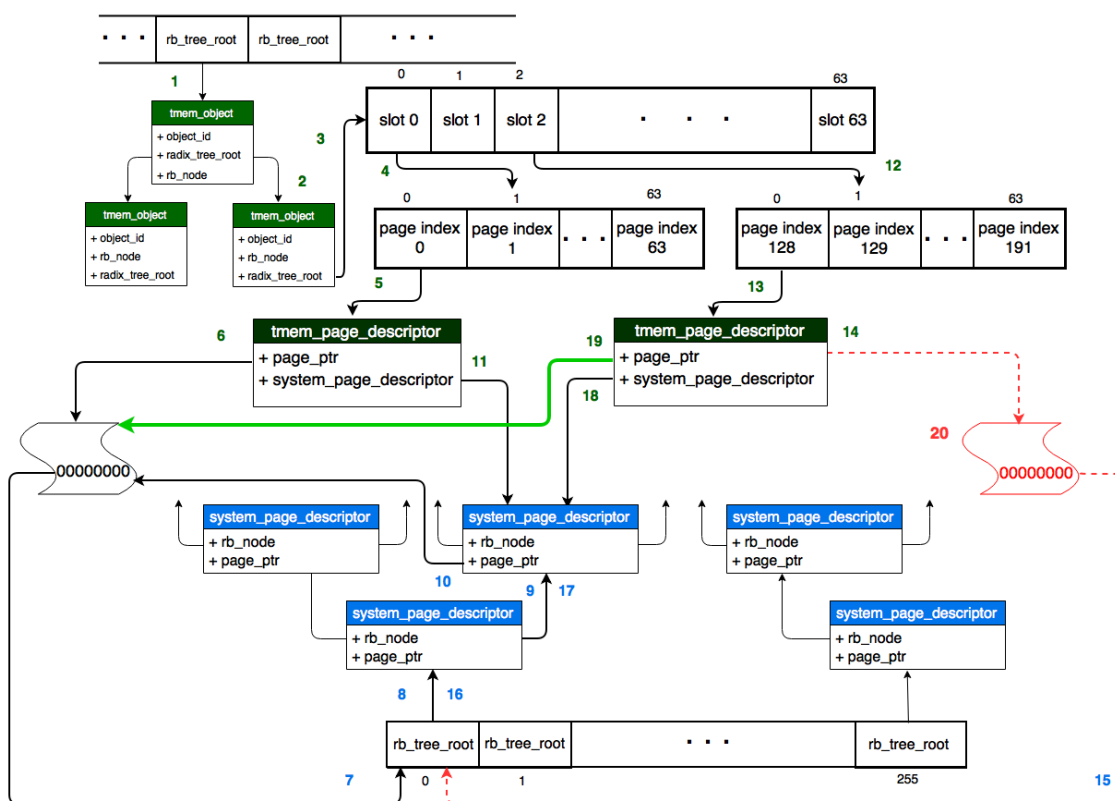 · · · rb_tree_root rb_tree_root · · ·
1
0 1 2 63
tmem_object
+ object_id
+ radix_tree_root
+ rb_node
slot 0 slot 1 slot 2 · · · slot 63
3
4
12
2
0 1 63
0 1 63
tmem_object
+ object_id
+ rb_node
+ radix_tree_root
tmem_object
+ object_id
+ rb_node
+ radix_tree_root
page index 0
page index 1
· · ·
page index 63
page index 128
page index 129
· · ·
page index 191
5
13
6
tmem_page_descriptor
+ page_ptr
+ system_page_descriptor
11
19
tmem_page_descriptor
+ page_ptr
+ system_page_descriptor
14
18
20
00000000
00000000
system_page_descriptor
+ rb_node
+ page_ptr
system_page_descriptor
+ rb_node
+ page_ptr
system_page_descriptor
+ rb_node
+ page_ptr
10
9 17
system_page_descriptor
+ rb_node
+ page_ptr
system_page_descriptor
+ rb_node
+ page_ptr
8 16
rb_tree_root rb_tree_root · · · rb_tree_root
7
0 1 255
15